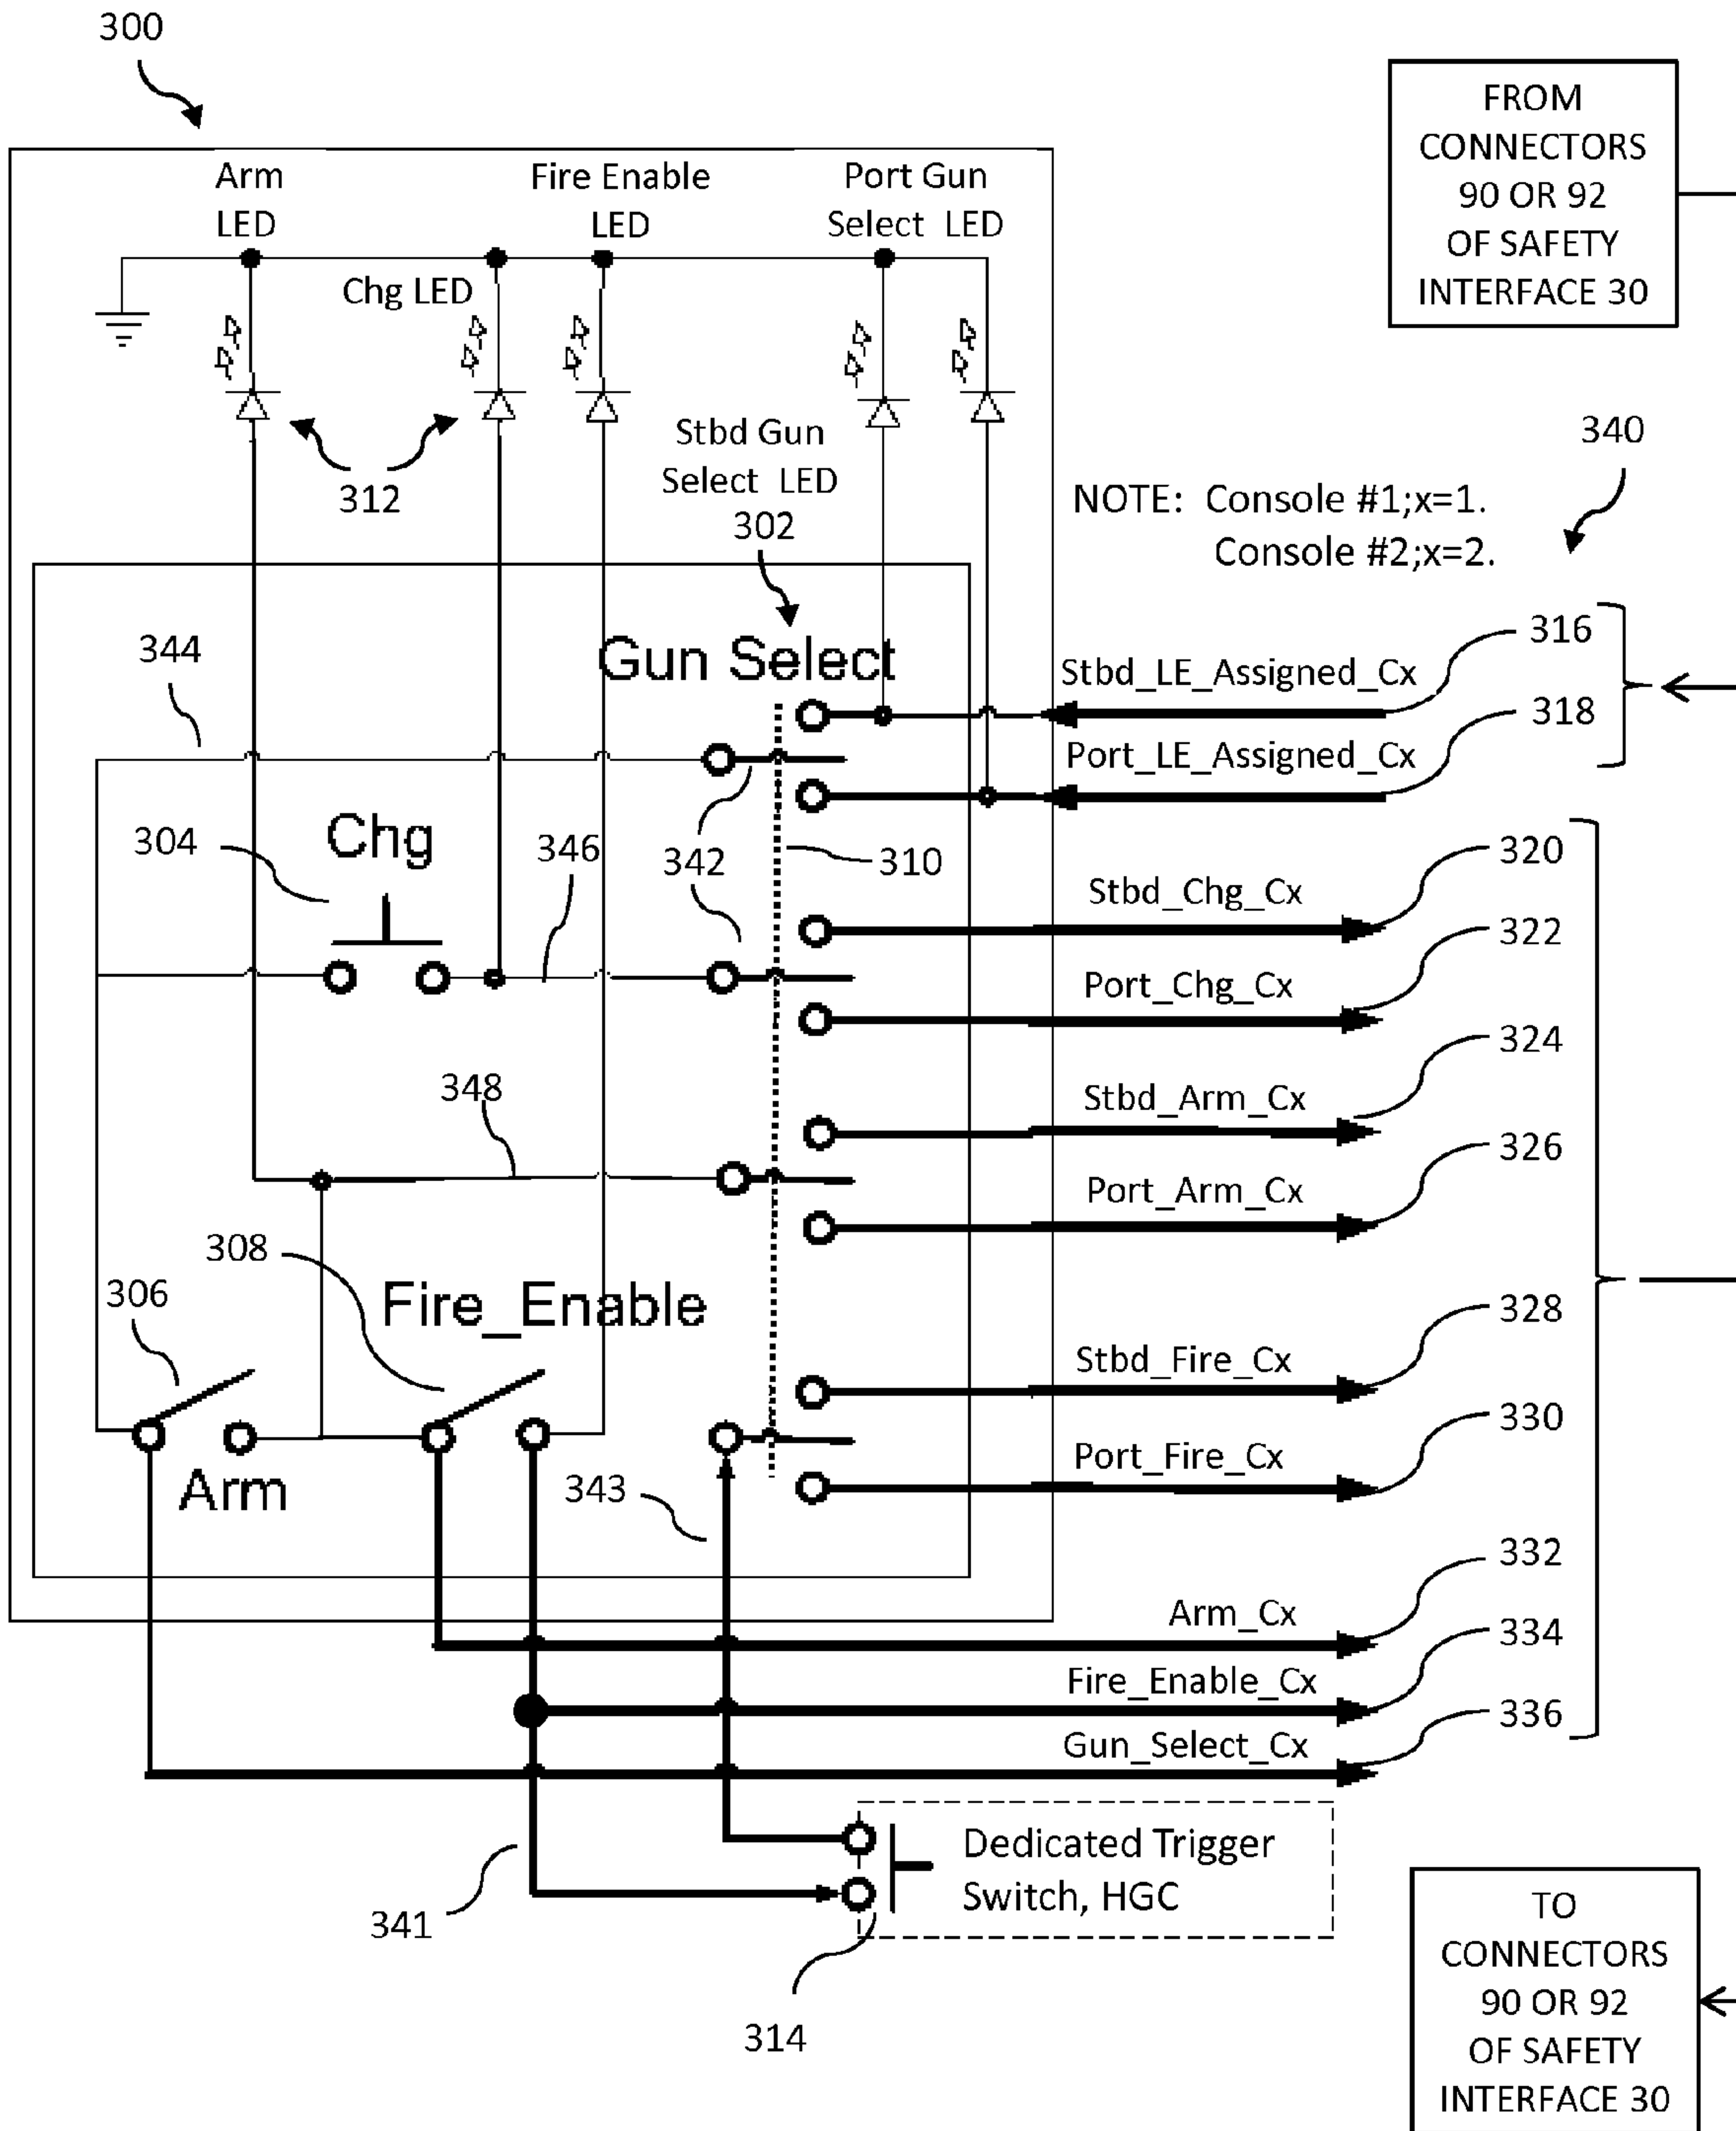 300
FROM
CONNECTORS
90 OR 92
OF SAFETY
INTERFACE 30
Arm
LED
Fire Enable
LED
Port Gun
Select LED
Chg LED
312
Stbd Gun
Select LED
302
340
NOTE: Console #1;x=1.
Console #2;x=2.
344
Gun Select
Stbd_LE_Assigned_Cx
316
Port_LE_Assigned_Cx
318
304
Chg
346
342
310
Stbd_Chg_Cx
320
Port_Chg_Cx
322
348
Stbd_Arm_Cx
324
Port_Arm_Cx
326
308
306
Fire_Enable
Stbd_Fire_Cx
328
Port_Fire_Cx
330
Arm
343
Arm_Cx
332
Fire_Enable_Cx
334
Gun_Select_Cx
336
341
Dedicated Trigger
Switch, HGC
314
TO
CONNECTORS
90 OR 92
OF SAFETY
INTERFACE 30